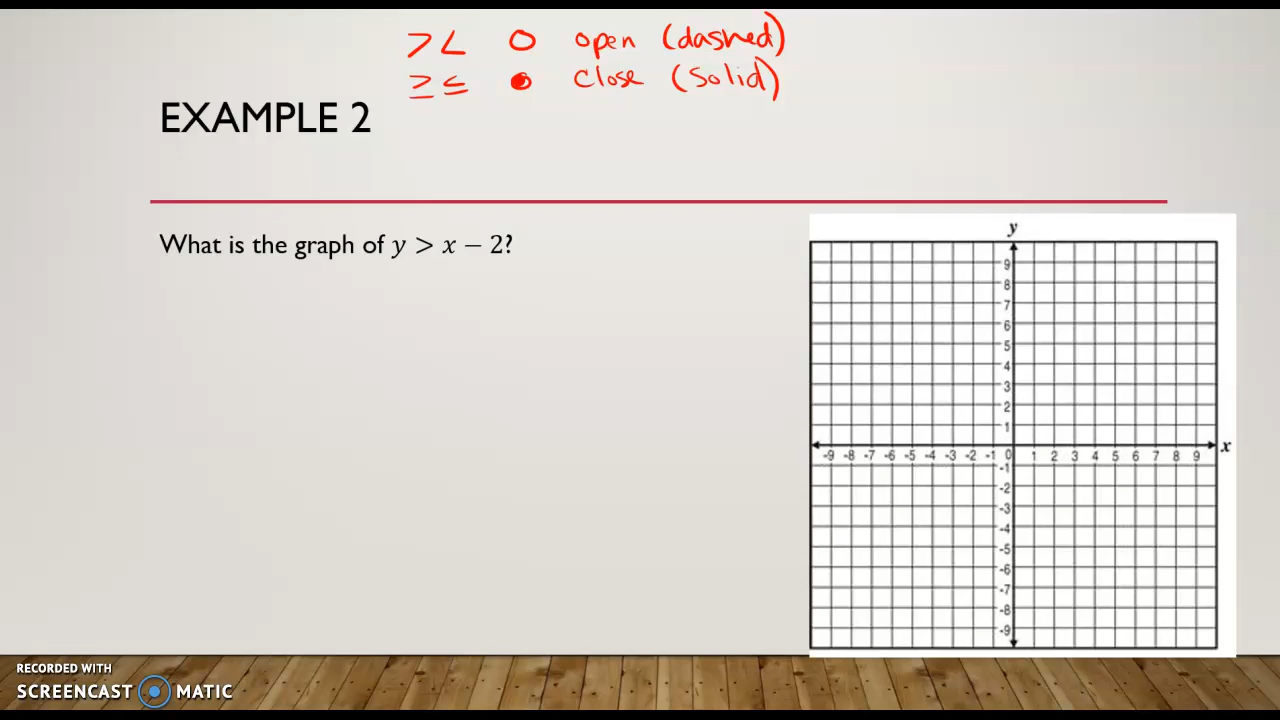 > < O open (dashed)
≥ ≤ ● close (solid)
EXAMPLE 2
What is the graph of y > x − 2?
y
9
8
7
6
5
4
3
2
1
-9 -8 -7 -6 -5 -4 -3 -2 -1 0 1 2 3 4 5 6 7 8 9 x
-1
-2
-3
-4
-5
-6
-7
-8
-9
RECORDED WITH
SCREENCAST MATIC